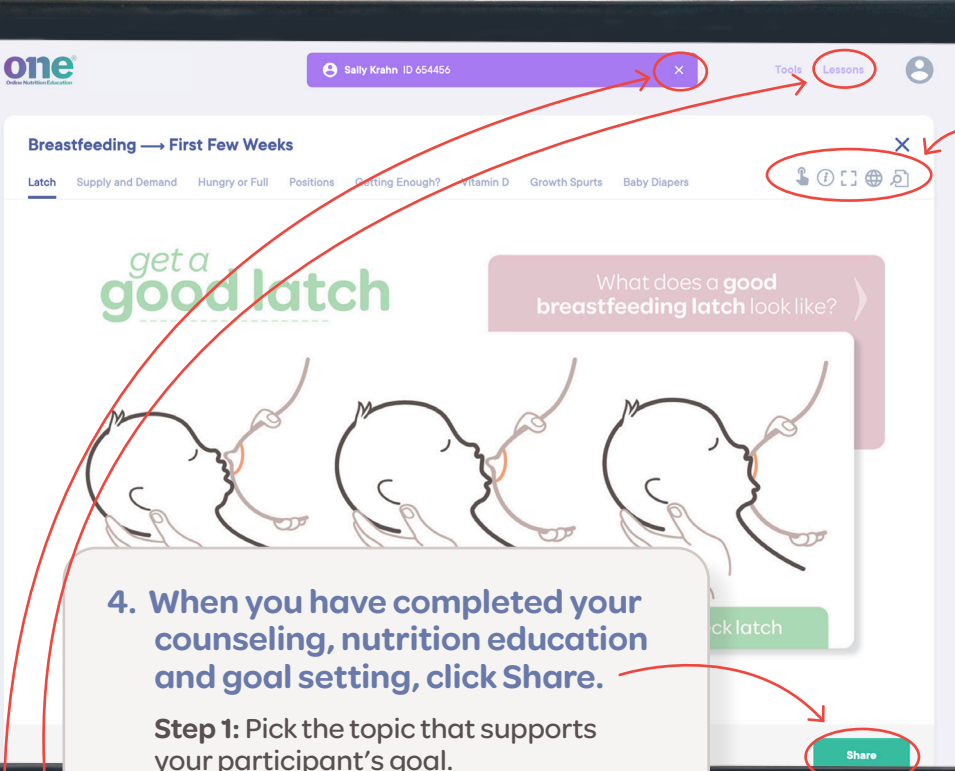 one®
Online Nutrition Education
Sally Krahn ID 654456
Tools Lessons
Breastfeeding → First Few Weeks
Latch Supply and Demand Hungry or Full Positions Getting Enough? Vitamin D Growth Spurts Baby Diapers
get a
good latch
What does a good
breastfeeding latch look like?
ck latch
4. When you have completed your
counseling, nutrition education
and goal setting, click Share.
Step 1: Pick the topic that supports
your participant's goal.
Share